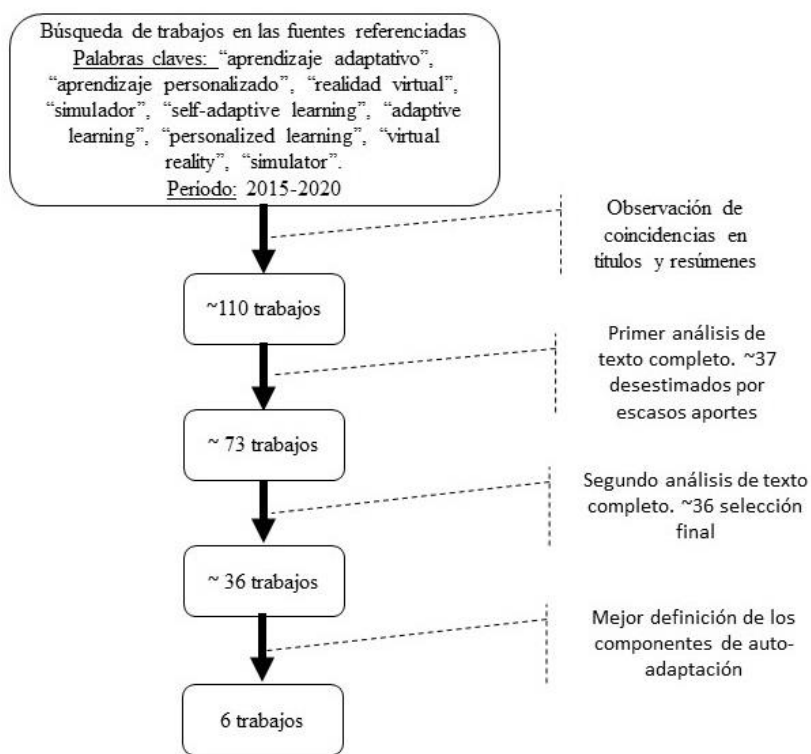 Búsqueda de trabajos en las fuentes referenciadas
Palabras claves: “aprendizaje adaptativo”,
“aprendizaje personalizado”, “realidad virtual”,
“simulador”, “self-adaptive learning”, “adaptive
learning”, “personalized learning”, “virtual
reality”, “simulator”.
Periodo: 2015-2020
Observación de
coincidencias en
titulos y resúmenes
~110 trabajos
Primer análisis de
texto completo. ~37
desestimados por
escasos aportes
~ 73 trabajos
Segundo análisis de texto
completo. ~36 selección
final
~ 36 trabajos
Mejor definición de los
componentes de auto-
adaptación
6 trabajos